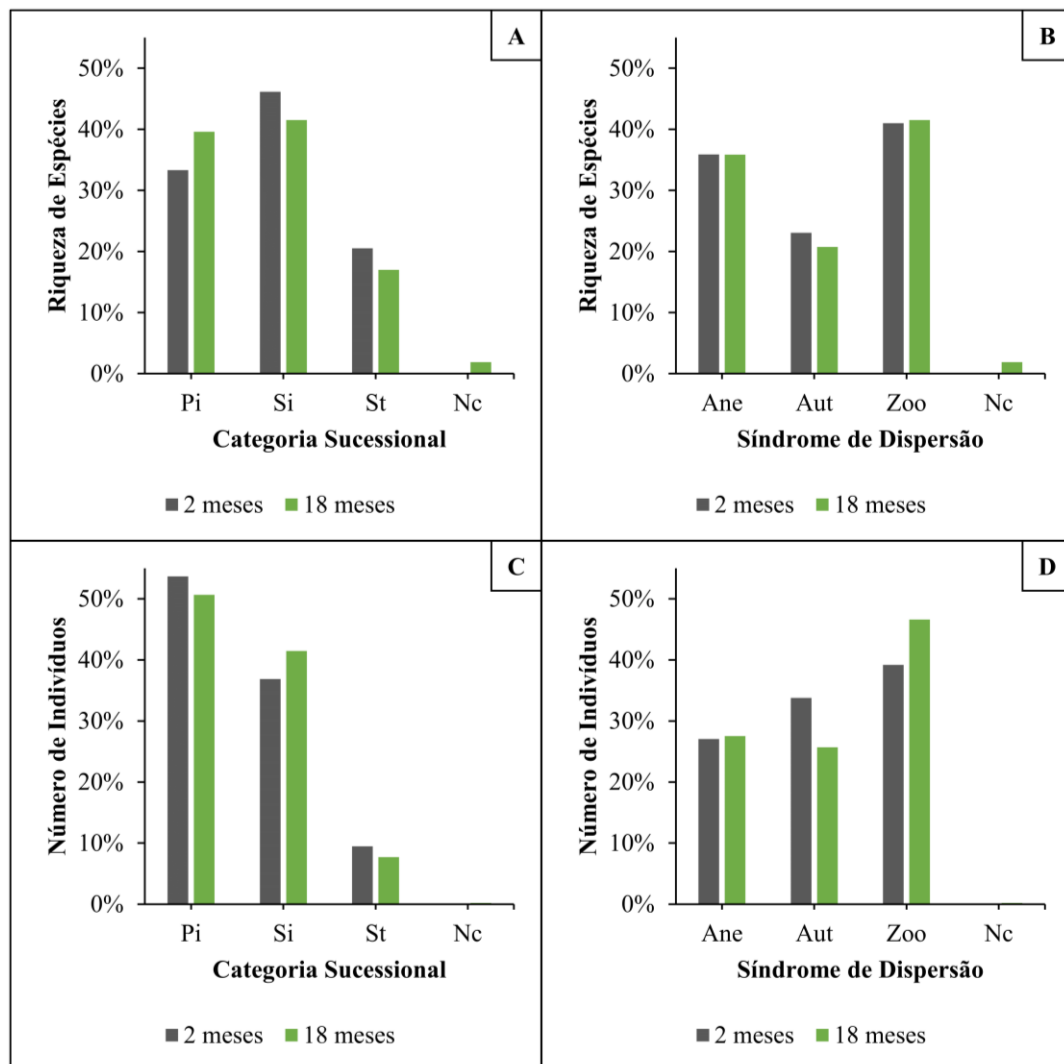 A
Riqueza de Espécies
50%
40%
30%
20%
10%
0%
Pi Si St Nc
Categoria Sucessional
2 meses 18 meses
B
Riqueza de Espécies
50%
40%
30%
20%
10%
0%
Ane Aut Zoo Nc
Síndrome de Dispersão
2 meses 18 meses
C
Número de Indivíduos
50%
40%
30%
20%
10%
0%
Pi Si St Nc
Categoria Sucessional
2 meses 18 meses
D
Número de Indivíduos
50%
40%
30%
20%
10%
0%
Ane Aut Zoo Nc
Síndrome de Dispersão
2 meses 18 meses